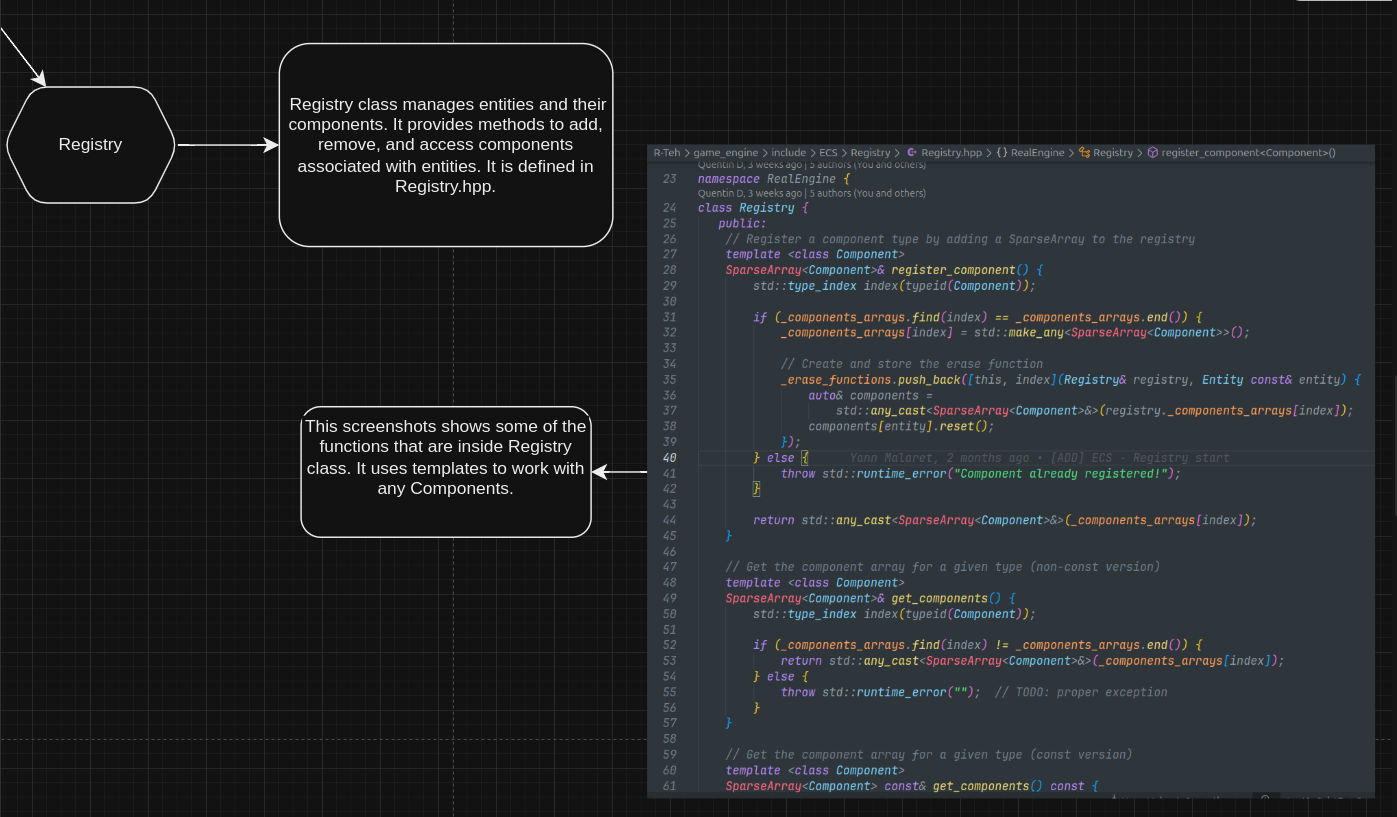 Registry
Registry class manages entities and their
components. It provides methods to add,
remove, and access components
associated with entities. It is defined in
Registry.hpp.
This screenshots shows some of the
functions that are inside Registry
class. It uses templates to work with
any Components.
R-Teh > game_engine > include > ECS > Registry > Registry.hpp > {} RealEngine > Registry > register_component<Component>()
Quentin D, 3 weeks ago | 5 authors (You and others)
23 namespace RealEngine {
Quentin D, 3 weeks ago | 5 authors (You and others)
24 class Registry {
25 public:
26 // Register a component type by adding a SparseArray to the registry
27 template <class Component>
28 SparseArray<Component>& register_component() {
29 std::type_index index(typeid(Component));
30
31 if (_components_arrays.find(index) == _components_arrays.end()) {
32 _components_arrays[index] = std::make_any<SparseArray<Component>>();
33
34 // Create and store the erase function
35 _erase_functions.push_back([this, index](Registry& registry, Entity const& entity) {
36 auto& components =
37 std::any_cast<SparseArray<Component>&>(registry._components_arrays[index]);
38 components[entity].reset();
39 });
40 } else { Yann Malaret, 2 months ago • [ADD] ECS - Registry start
41 throw std::runtime_error("Component already registered!");
42 }
43
44 return std::any_cast<SparseArray<Component>&>(_components_arrays[index]);
45 }
46
47 // Get the component array for a given type (non-const version)
48 template <class Component>
49 SparseArray<Component>& get_components() {
50 std::type_index index(typeid(Component));
51
52 if (_components_arrays.find(index) != _components_arrays.end()) {
53 return std::any_cast<SparseArray<Component>&>(_components_arrays[index]);
54 } else {
55 throw std::runtime_error(""); // TODO: proper exception
56 }
57 }
58
59 // Get the component array for a given type (const version)
60 template <class Component>
61 SparseArray<Component> const& get_components() const {